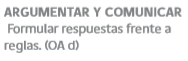 ARGUMENTAR Y COMUNICAR
Formular respuestas frente a
reglas. (OA d)